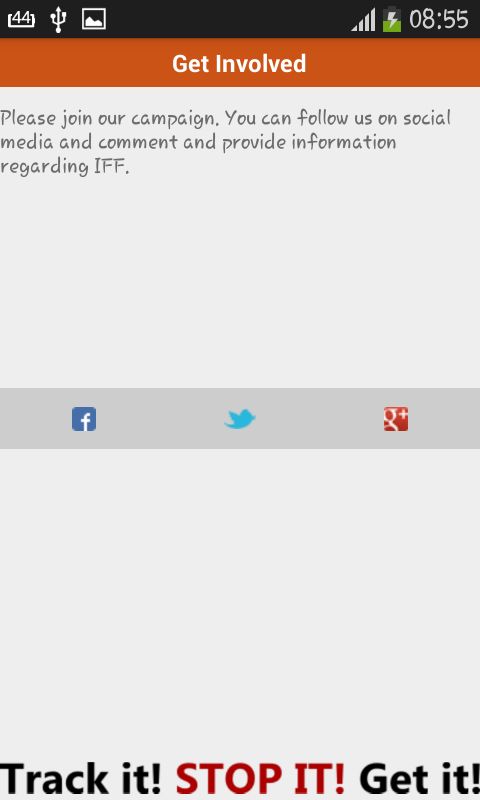 44
08:55
Get Involved
Please join our campaign. You can follow us on social
media and comment and provide information
regarding IFF.
f
g+
Track it! STOP IT! Get it!